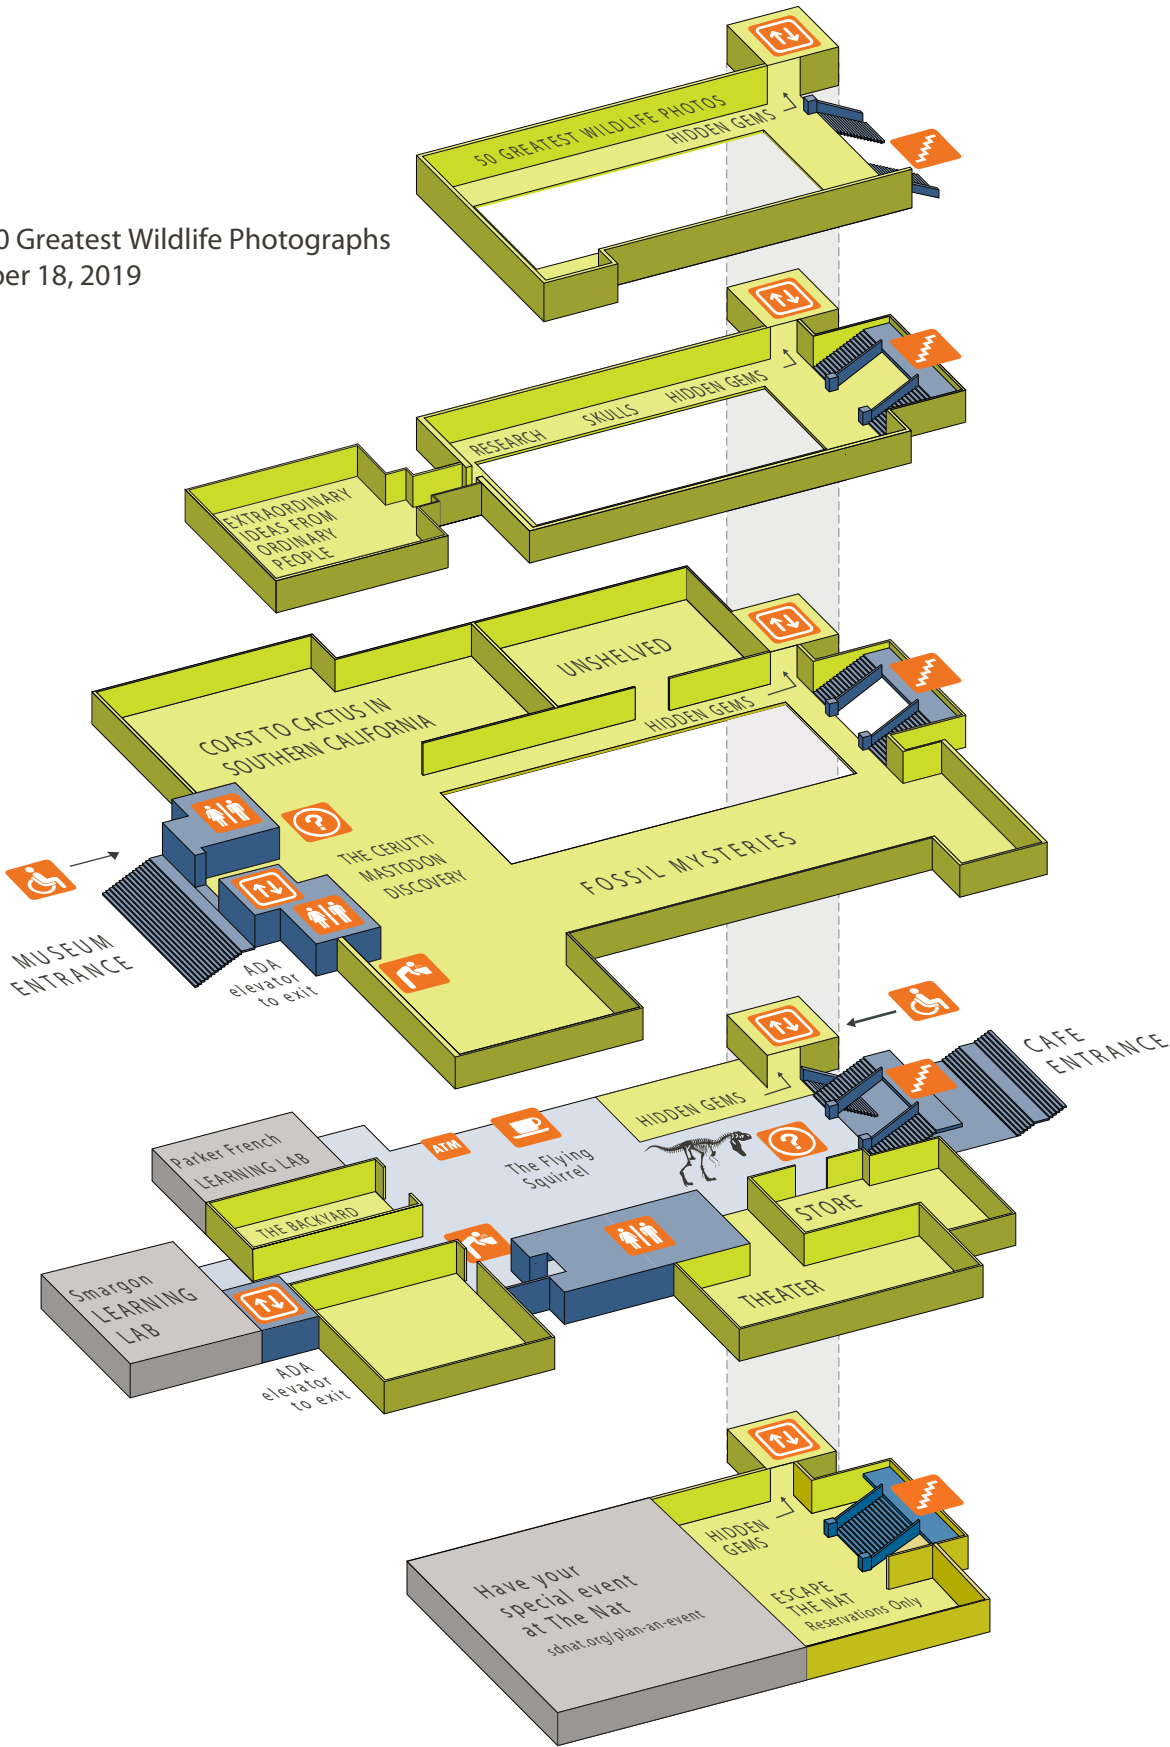 50 GREATEST WILDLIFE PHOTOS
HIDDEN GEMS
0 Greatest Wildlife Photographs
er 18, 2019
RESEARCH
SKULLS
HIDDEN GEMS
EXTRAORDINARY
IDEAS FROM
ORDINARY
PEOPLE
UNSHELVED
HIDDEN GEMS
COAST TO CACTUS IN
SOUTHERN CALIFORNIA
?
THE CERUTTI
MASTODON
DISCOVERY
FOSSIL MYSTERIES
MUSEUM
ENTRANCE
ADA
elevator
to exit
CAFE
ENTRANCE
HIDDEN GEMS
Parker French
LEARNING LAB
ATM
The Flying
Squirrel
?
THE BACKYARD
STORE
THEATER
Smargon
LEARNING
LAB
ADA
elevator
to exit
HIDDEN
GEMS
Have your
special event
at The Nat
sdnat.org/plan-an-event
ESCAPE
THE NAT
Reservations Only